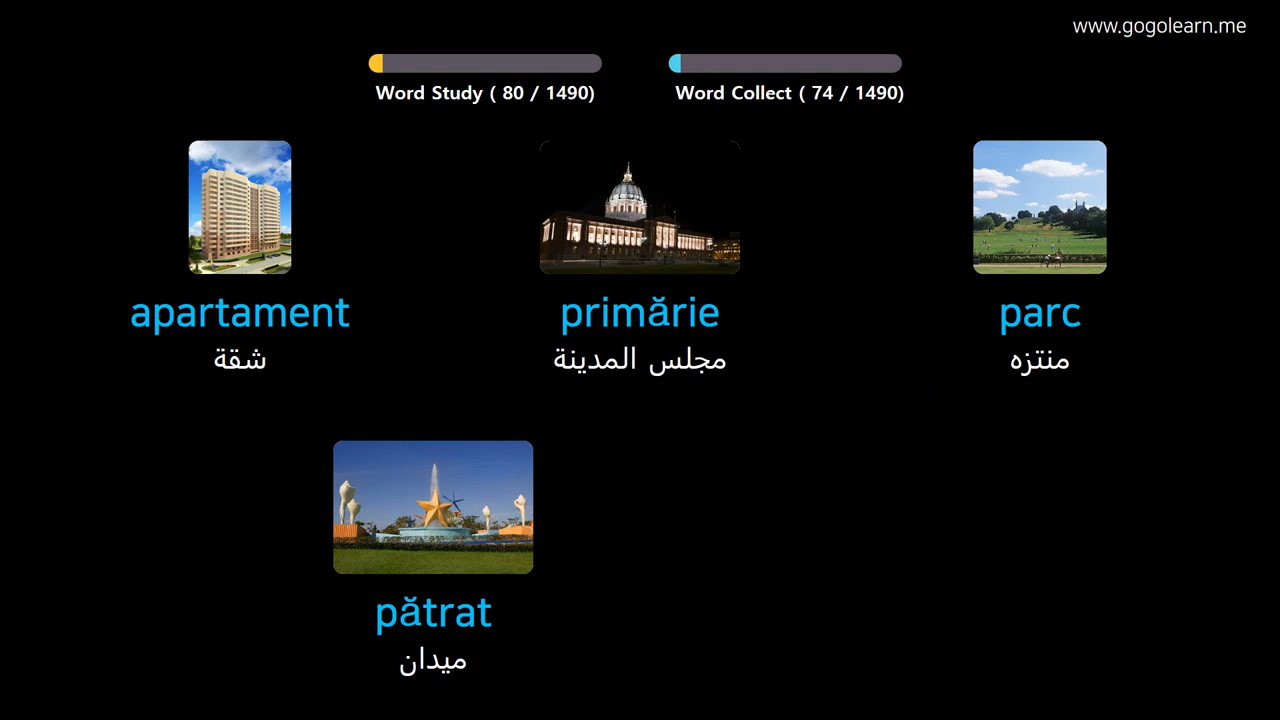 www.gogolearn.me
Word Study ( 80 / 1490)
Word Collect ( 74 / 1490)
apartament
primărie
parc
شقة
مجلس المدينة
منتزه
pătrat
ميدان